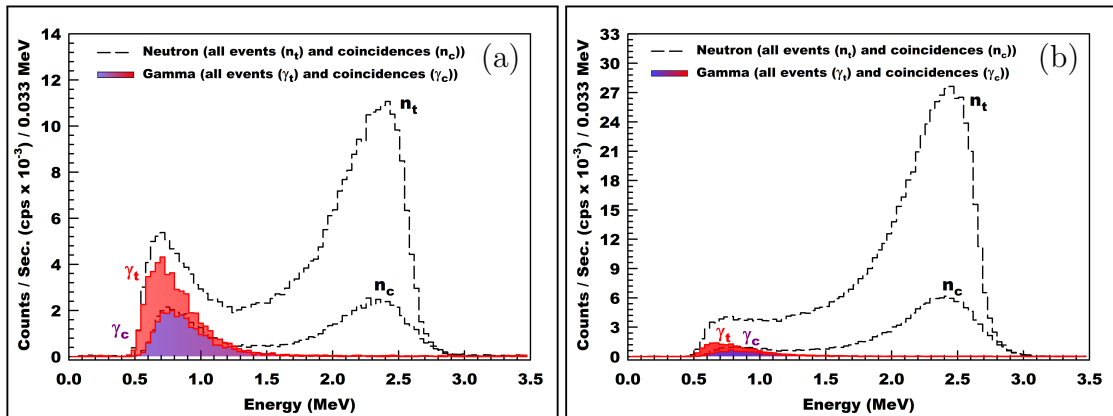 14
12
10
8
6
4
2
0
Counts / Sec. (cps x 10⁻³) / 0.033 MeV
Neutron (all events (nₜ) and coincidences (n꜀))
Gamma (all events (γₜ) and coincidences (γ꜀))
(a)
nₜ
n꜀
γₜ
γ꜀
0.0 0.5 1.0 1.5 2.0 2.5 3.0 3.5
Energy (MeV)
33
30
27
24
21
18
15
12
9
6
3
0
Counts / Sec. (cps x 10⁻³) / 0.033 MeV
Neutron (all events (nₜ) and coincidences (n꜀))
Gamma (all events (γₜ) and coincidences (γ꜀))
(b)
nₜ
n꜀
γₜ
γ꜀
0.0 0.5 1.0 1.5 2.0 2.5 3.0 3.5
Energy (MeV)